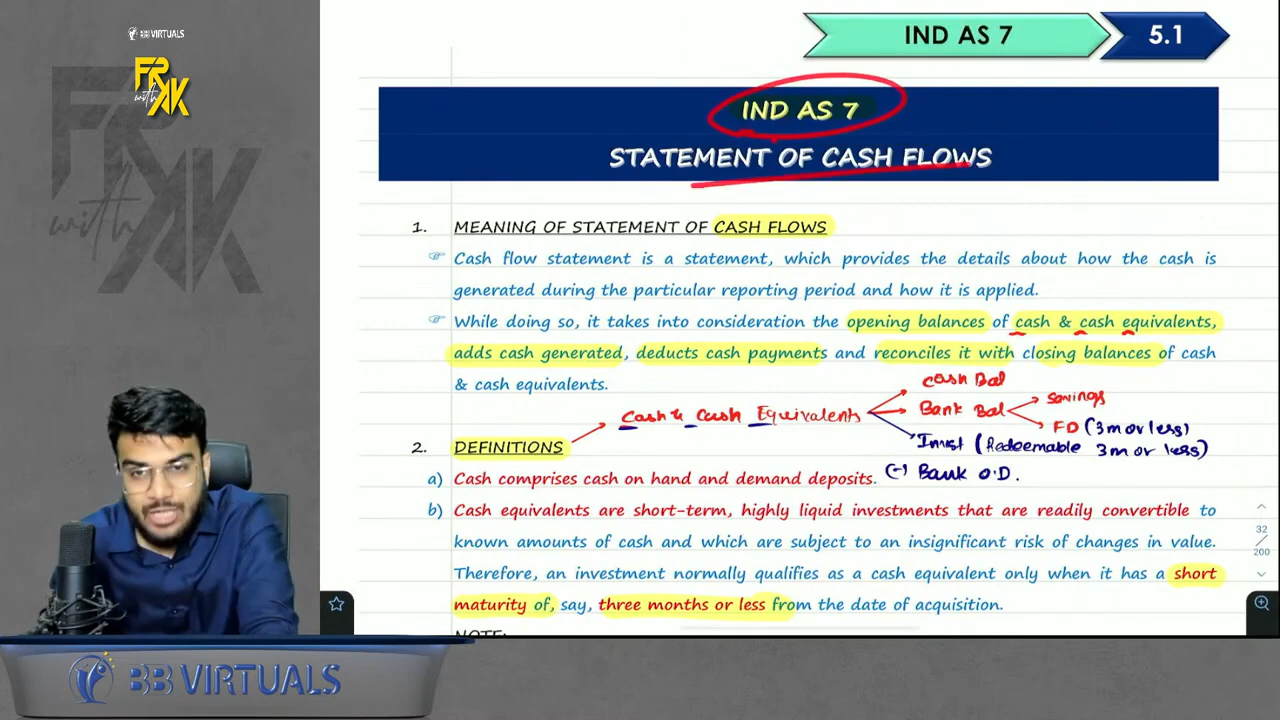 BB VIRTUALS
FR
with
AK
FR
with
AK
IND AS 7
5.1
IND AS 7
STATEMENT OF CASH FLOWS
1. MEANING OF STATEMENT OF CASH FLOWS
☞ Cash flow statement is a statement, which provides the details about how the cash is
generated during the particular reporting period and how it is applied.
☞ While doing so, it takes into consideration the opening balances of cash & cash equivalents,
adds cash generated, deducts cash payments and reconciles it with closing balances of cash
& cash equivalents.
Cash & Cash Equivalents
Cash Bal
Bank Bal
Savings
FD (3m or less)
Invst (Redeemable 3m or less)
(-) Bank O.D.
2. DEFINITIONS
a) Cash comprises cash on hand and demand deposits.
b) Cash equivalents are short-term, highly liquid investments that are readily convertible to
known amounts of cash and which are subject to an insignificant risk of changes in value.
Therefore, an investment normally qualifies as a cash equivalent only when it has a short
maturity of, say, three months or less from the date of acquisition.
NOTE:
32
200
BB VIRTUALS